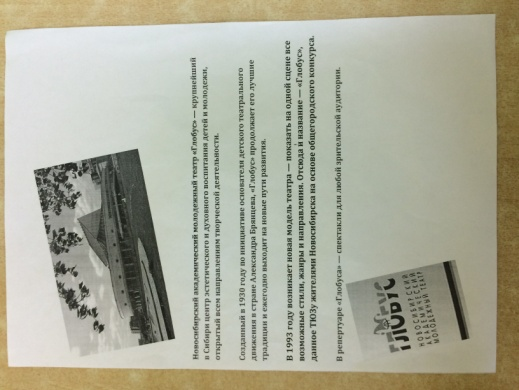 Новосибирский академический молодежный театр «Глобус» — крупнейший
в Сибири центр эстетического и духовного воспитания детей и молодежи,
открытый всем направлениям творческой деятельности.
Созданный в 1930 году по инициативе основателя детского театрального
движения в стране Александра Брянцева, «Глобус» продолжает его лучшие
традиции и ежегодно выходит на новые пути развития.
В 1993 году возникает новая модель театра — показать на одной сцене все
возможные стили, жанры и направления. Отсюда и название — «Глобус»,
данное ТЮЗу жителями Новосибирска на основе общегородского конкурса.
В репертуаре «Глобуса» — спектакли для любой зрительской аудитории.
ГЛОБУС
НОВОСИБИРСКИЙ
АКАДЕМИЧЕСКИЙ
МОЛОДЕЖНЫЙ ТЕАТР